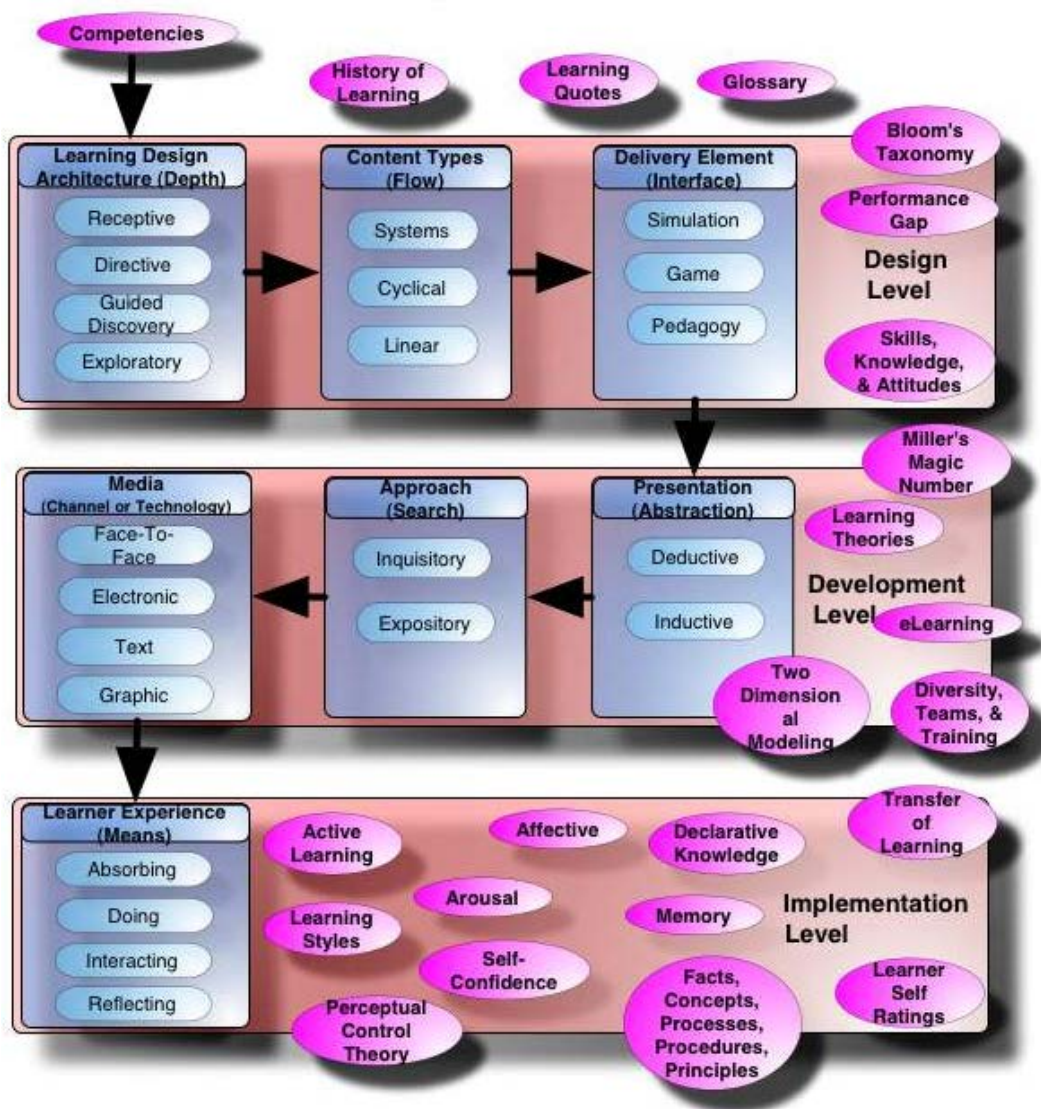 Competencies
History of
Learning
Learning
Quotes
Glossary
Learning Design
Architecture (Depth)
Receptive
Directive
Guided
Discovery
Exploratory
Content Types
(Flow)
Systems
Cyclical
Linear
Delivery Element
(Interface)
Simulation
Game
Pedagogy
Bloom's
Taxonomy
Performance
Gap
Design
Level
Skills,
Knowledge,
& Attitudes
Media
(Channel or Technology)
Face-To-
Face
Electronic
Text
Graphic
Approach
(Search)
Inquisitory
Expository
Presentation
(Abstraction)
Deductive
Inductive
Miller's
Magic
Number
Learning
Theories
Development
Level
eLearning
Two
Dimension
al
Modeling
Diversity,
Teams, &
Training
Learner Experience
(Means)
Absorbing
Doing
Interacting
Reflecting
Active
Learning
Affective
Declarative
Knowledge
Transfer
of
Learning
Arousal
Learning
Styles
Memory
Implementation
Level
Self-
Confidence
Perceptual
Control
Theory
Facts,
Concepts,
Processes,
Procedures,
Principles
Learner
Self
Ratings